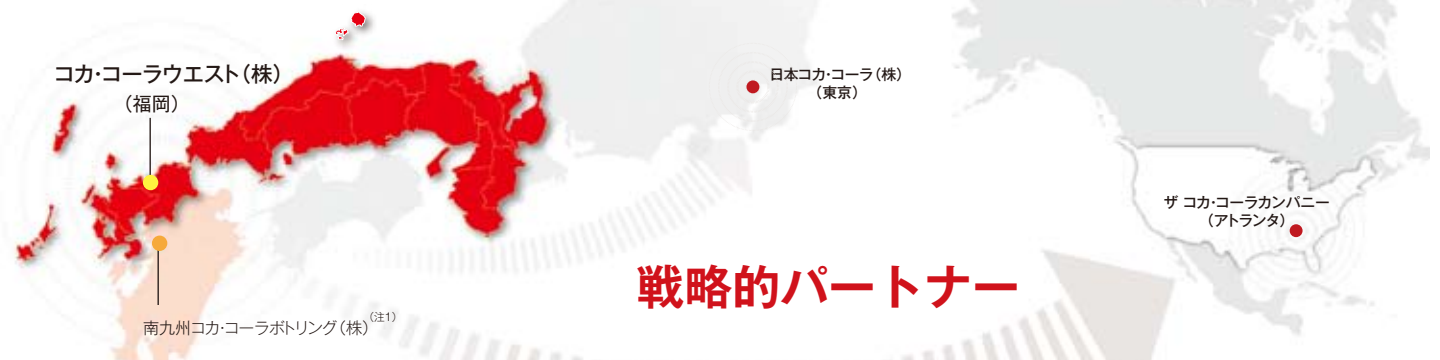 コカ・コーラウエスト（株）
（福岡）
日本コカ・コーラ（株）
（東京）
ザ コカ・コーラカンパニー
（アトランタ）
戦略的パートナー
南九州コカ・コーラボトリング（株）（注1）